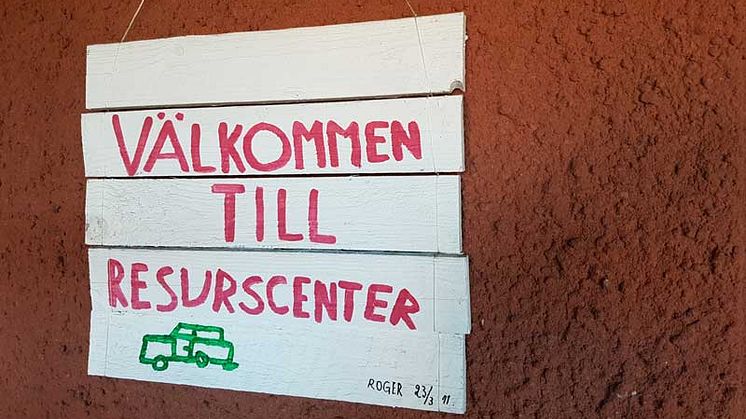 VÄLKOMMEN
TILL
RESURSCENTER
ROGER 23/3 11